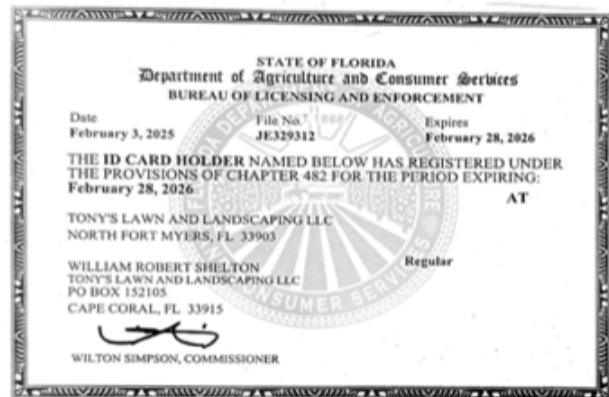 STATE OF FLORIDA
Department of Agriculture and Consumer Services
BUREAU OF LICENSING AND ENFORCEMENT
Date File No. Expires
February 3, 2025 JE329312 February 28, 2026
THE ID CARD HOLDER NAMED BELOW HAS REGISTERED UNDER
THE PROVISIONS OF CHAPTER 482 FOR THE PERIOD EXPIRING:
February 28, 2026
AT
TONY'S LAWN AND LANDSCAPING LLC
NORTH FORT MYERS, FL 33903
WILLIAM ROBERT SHELTON Regular
TONY'S LAWN AND LANDSCAPING LLC
PO BOX 152105
CAPE CORAL, FL 33915
WILTON SIMPSON, COMMISSIONER